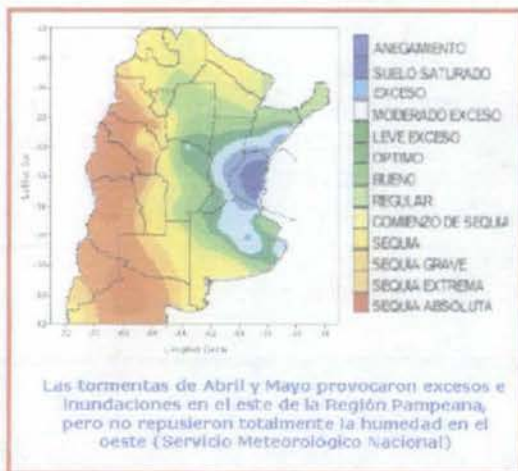 ANEGAMIENTO
SUELO SATURADO
EXCESO
MODERADO EXCESO
LEVE EXCESO
OPTIMO
BUENO
REGULAR
COMIENZO DE SEQUIA
SEQUIA
SEQUIA GRAVE
SEQUIA EXTREMA
SEQUIA ABSOLUTA
Las tormentas de Abril y Mayo provocaron excesos e
inundaciones en el este de la Región Pampeana,
pero no repusieron totalmente la humedad en el
oeste (Servicio Meteorológico Nacional)